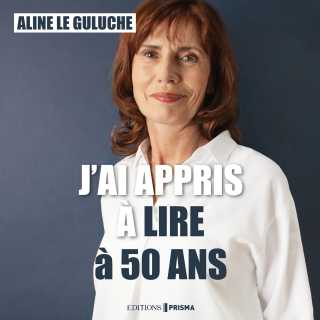 ALINE LE GULUCHE
J'AI APPRIS
À LIRE
à 50 ANS
EDITIONS PRISMA